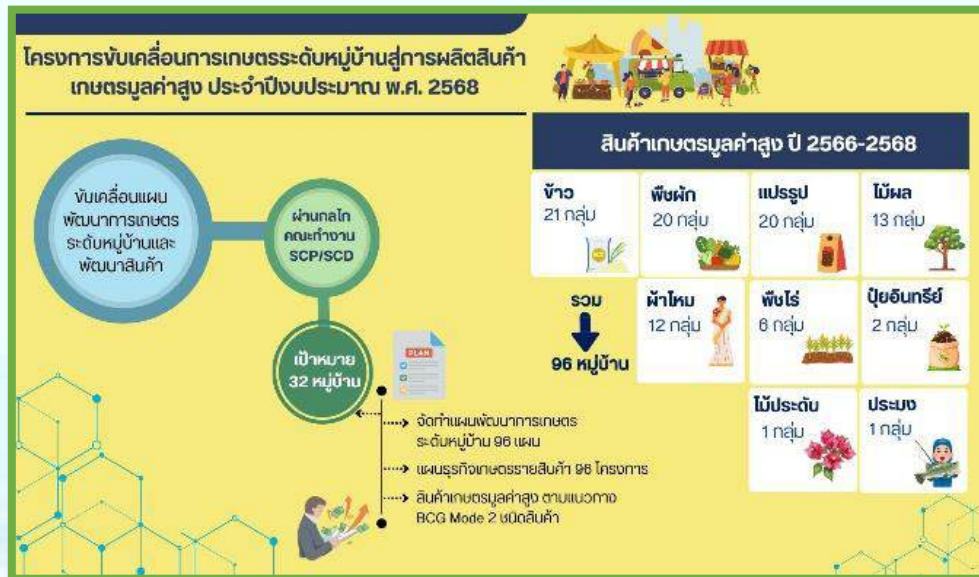 โครงการขับเคลื่อนการเกษตรระดับหมู่บ้านสู่การผลิตสินค้า
เกษตรมูลค่าสูง ประจำปีงบประมาณ พ.ศ. 2568
ขับเคลื่อนแผน
พัฒนาการเกษตร
ระดับหมู่บ้านและ
พัฒนาสินค้า
ผ่านกลไก
คณะทำงาน
SCP/SCD
เป้าหมาย
32 หมู่บ้าน
PLAN
จัดทำแผนพัฒนาการเกษตร
ระดับหมู่บ้าน 96 แผน
แผนธุรกิจเกษตรรายสินค้า 96 โครงการ
สินค้าเกษตรมูลค่าสูง ตามแนวทาง
BCG Mode 2 ชนิดสินค้า
สินค้าเกษตรมูลค่าสูง ปี 2566-2568
ข้าว
21 กลุ่ม
พืชผัก
20 กลุ่ม
แปรรูป
20 กลุ่ม
ไม้ผล
13 กลุ่ม
รวม
96 หมู่บ้าน
ผ้าไหม
12 กลุ่ม
พืชไร่
6 กลุ่ม
ปุ๋ยอินทรีย์
2 กลุ่ม
ไม้ประดับ
1 กลุ่ม
ประมง
1 กลุ่ม